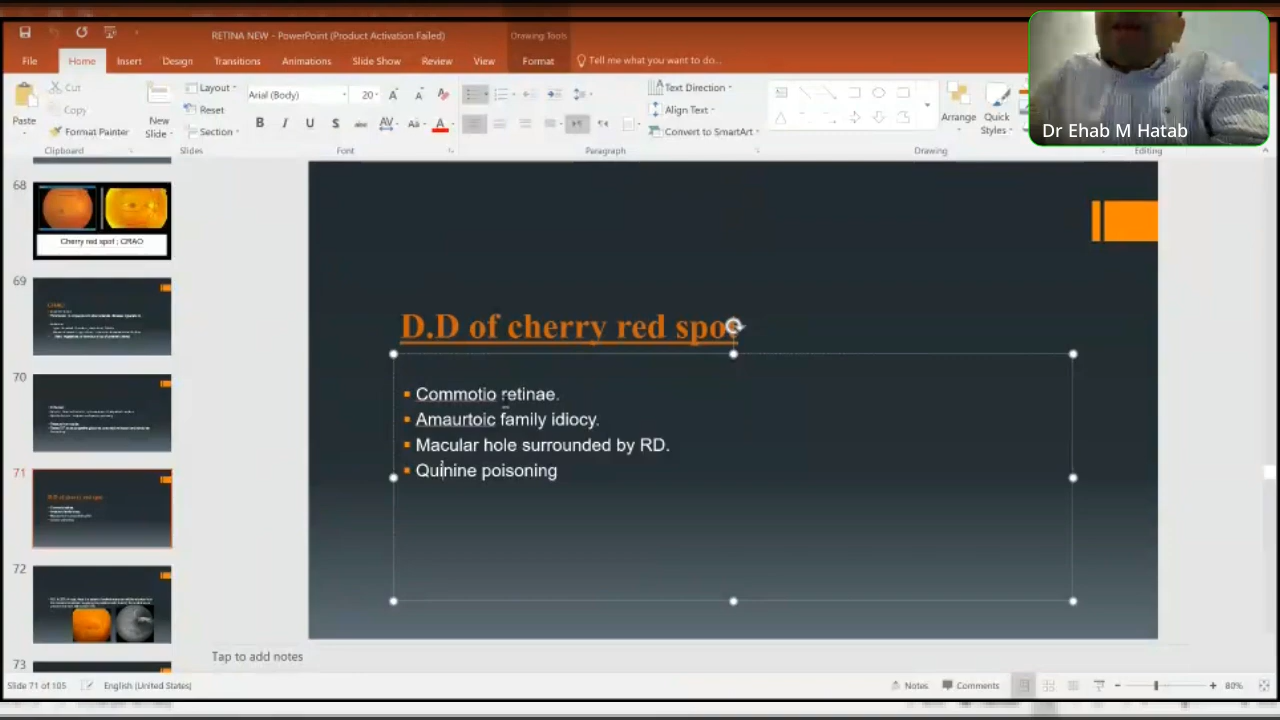 RETINA NEW - PowerPoint (Product Activation Failed)
Drawing Tools
File Home Insert Design Transitions Animations Slide Show Review View Format Tell me what you want to do...
Paste
Cut
Copy
Format Painter
Clipboard
New Slide
Layout
Reset
Section
Slides
Arial (Body) 20
B I U S abc AV Aa A
Font
Text Direction
Align Text
Convert to SmartArt
Paragraph
Arrange
Quick Styles
Drawing
Editing
Dr Ehab M Hatab
68
Cherry red spot ; CRAO
69
70
71
72
73
D.D of cherry red spot
Commotio retinae.
Amaurtoic family idiocy.
Macular hole surrounded by RD.
Quinine poisoning
Tap to add notes
Slide 71 of 105 English (United States) Notes Comments 80%